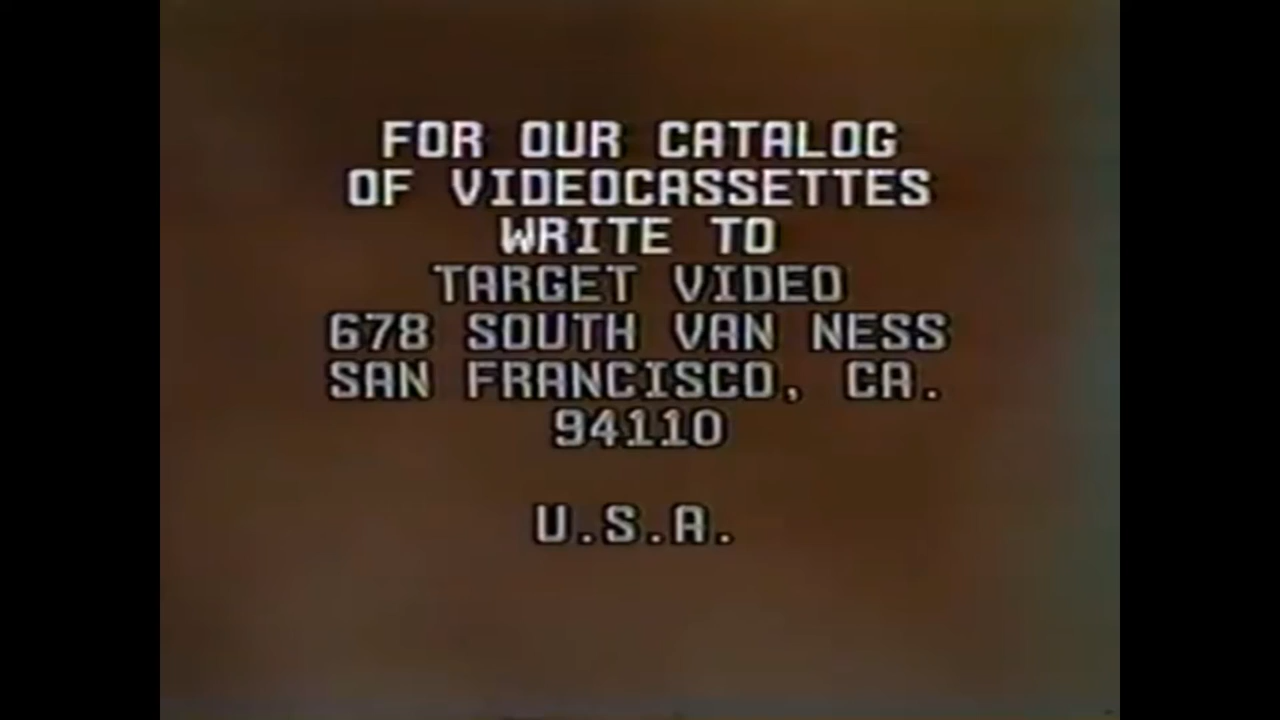 FOR OUR CATALOG
OF VIDEOCASSETTES
WRITE TO
TARGET VIDEO
678 SOUTH VAN NESS
SAN FRANCISCO, CA.
94110
U.S.A.